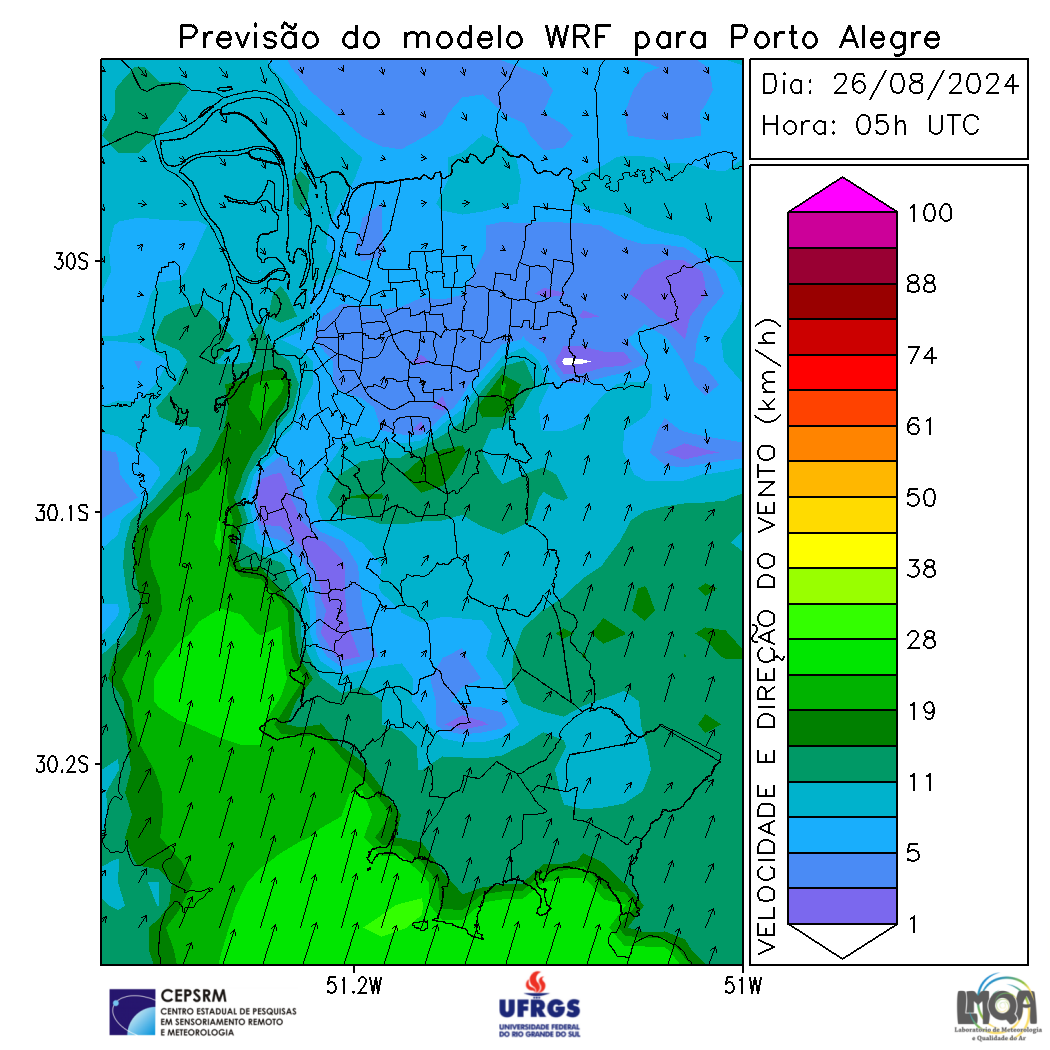 Previsão do modelo WRF para Porto Alegre
Dia: 26/08/2024
Hora: 05h UTC
30S
30.1S
30.2S
51.2W
51W
VELOCIDADE E DIREÇÃO DO VENTO (km/h)
100
88
74
61
50
38
28
19
11
5
1
CEPSRM
CENTRO ESTADUAL DE PESQUISAS
EM SENSORIAMENTO REMOTO
E METEOROLOGIA
UFRGS
UNIVERSIDADE FEDERAL
DO RIO GRANDE DO SUL
LMQA
Laboratório de Meteorologia
e Qualidade do Ar